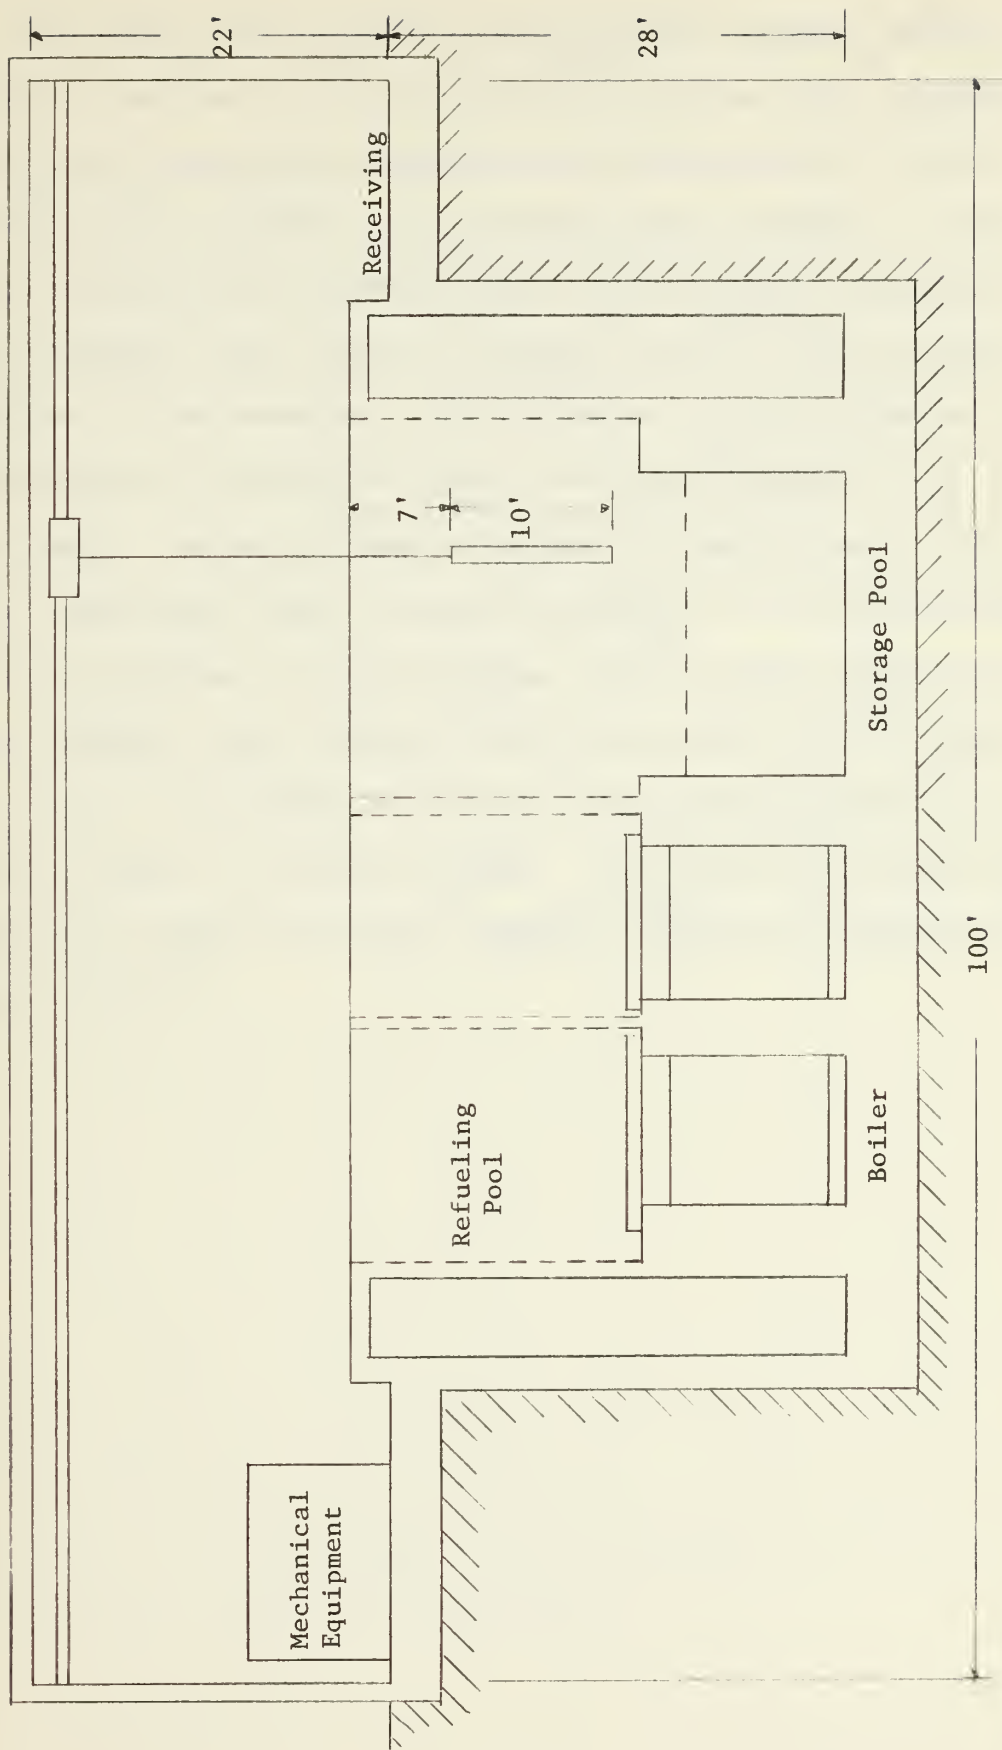 22'
28'
Receiving
7'
10'
Storage Pool
Refueling
Pool
Boiler
Mechanical
Equipment
100'